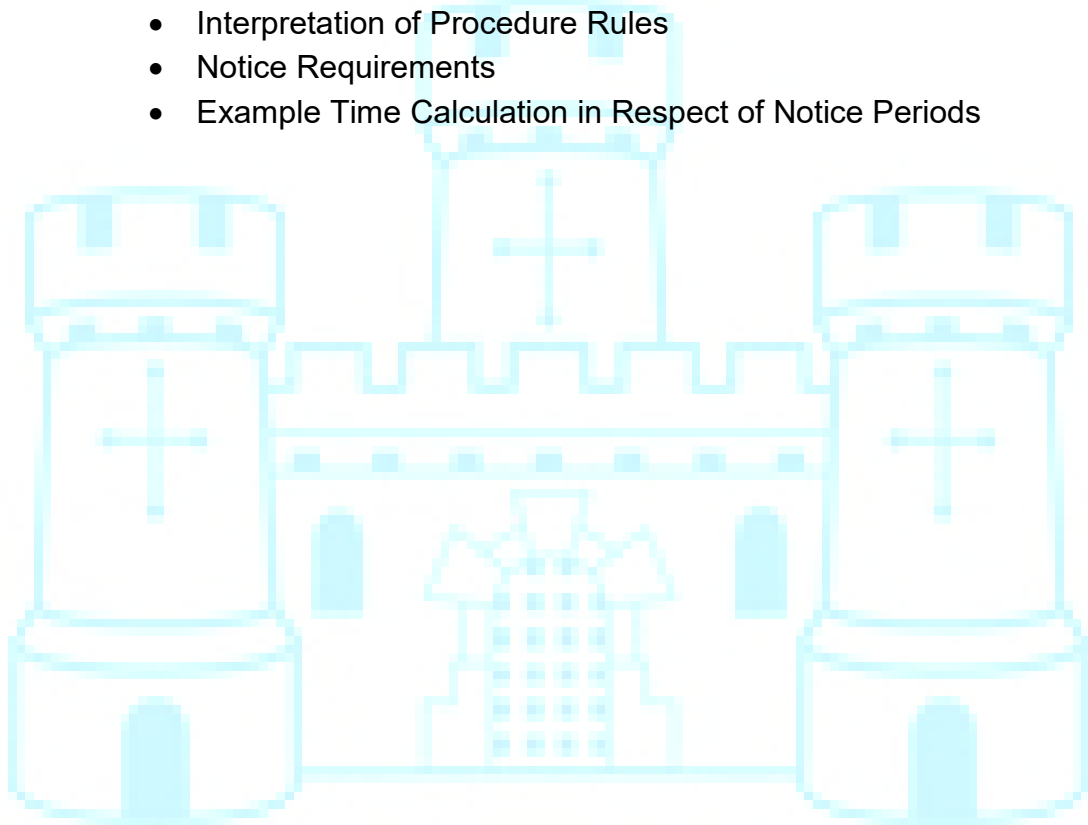 • Interpretation of Procedure Rules
• Notice Requirements
• Example Time Calculation in Respect of Notice Periods